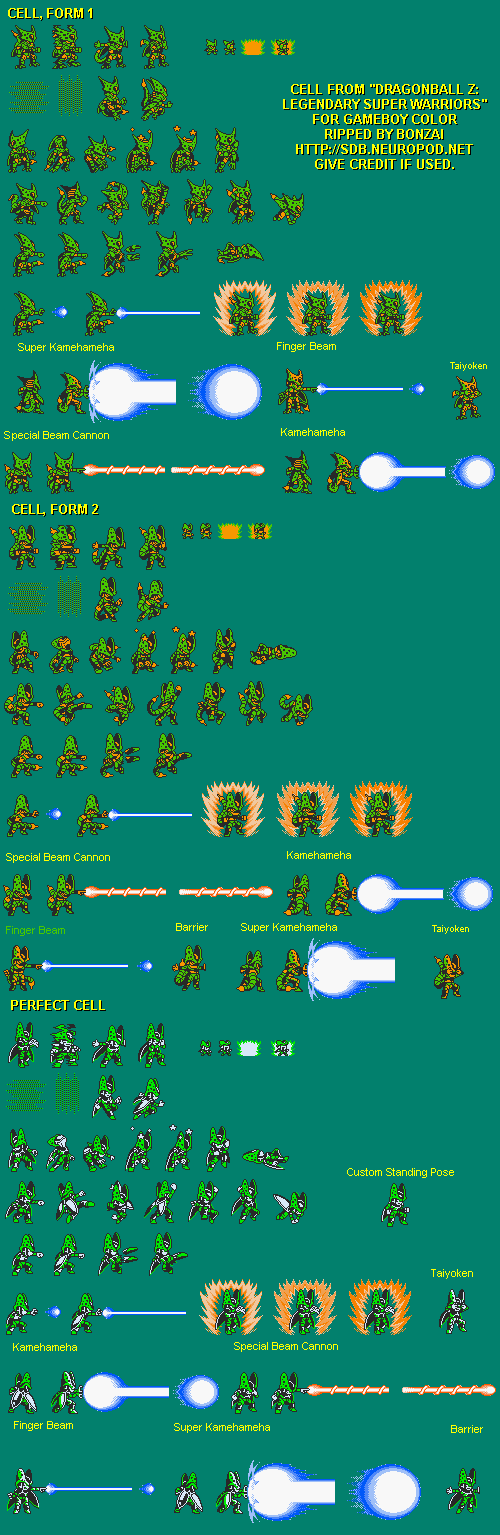 CELL, FORM 1
CELL FROM "DRAGONBALL Z:
LEGENDARY SUPER WARRIORS"
FOR GAMEBOY COLOR
RIPPED BY BONZAI
HTTP://SDB.NEUROPOD.NET
GIVE CREDIT IF USED.
Super Kamehameha
Finger Beam
Taiyoken
Special Beam Cannon
Kamehameha
CELL, FORM 2
Special Beam Cannon
Kamehameha
Finger Beam
Barrier
Super Kamehameha
Taiyoken
PERFECT CELL
Custom Standing Pose
Taiyoken
Kamehameha
Special Beam Cannon
Finger Beam
Super Kamehameha
Barrier